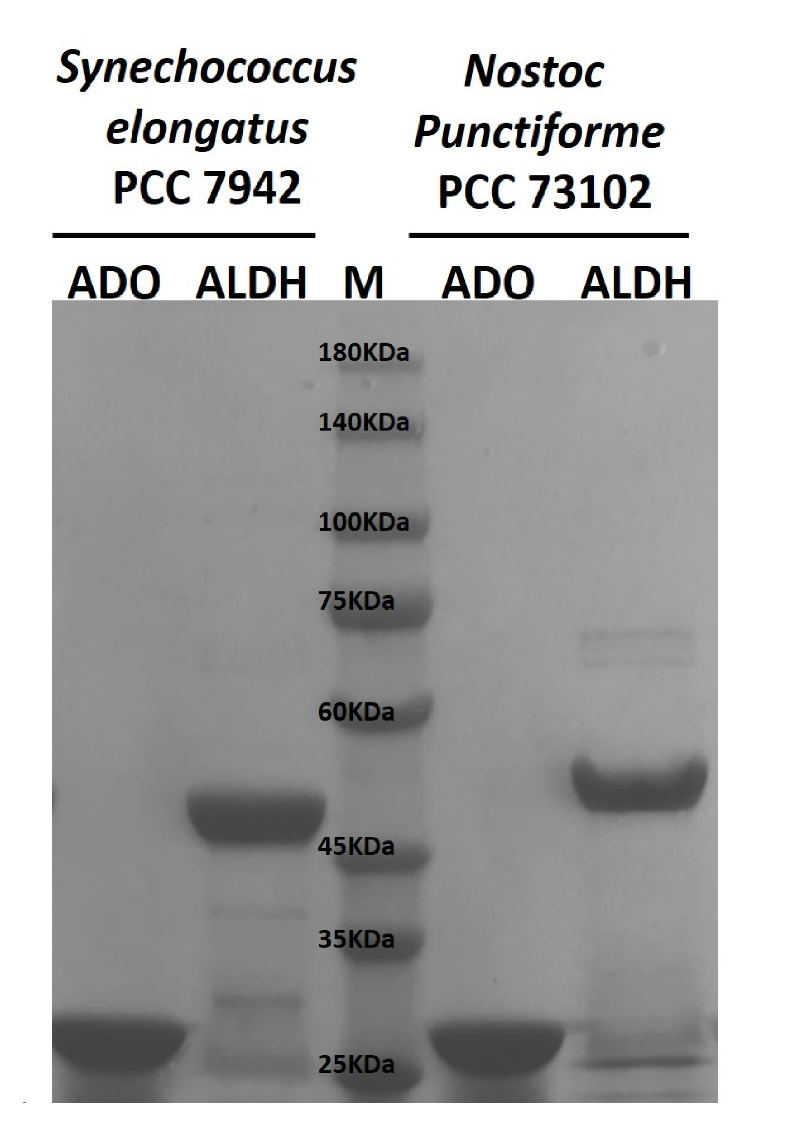 Synechococcus
elongatus
PCC 7942
Nostoc
Punctiforme
PCC 73102
ADO ALDH M ADO ALDH
180KDa
140KDa
100KDa
75KDa
60KDa
45KDa
35KDa
25KDa